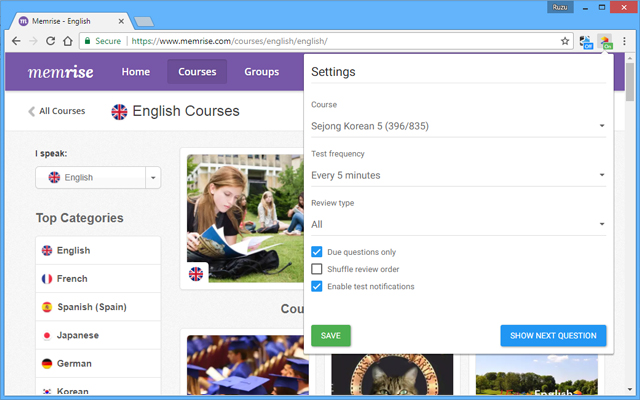 Ruzu
Memrise - English
Secure
https://www.memrise.com/courses/english/english/
Off
On
memrise
Home
Courses
Groups
All Courses
English Courses
I speak:
English
Top Categories
English
French
Spanish (Spain)
Japanese
German
Korean
Cou
English
Settings
Course
Sejong Korean 5 (396/835)
Test frequency
Every 5 minutes
Review type
All
Due questions only
Shuffle review order
Enable test notifications
SAVE
SHOW NEXT QUESTION